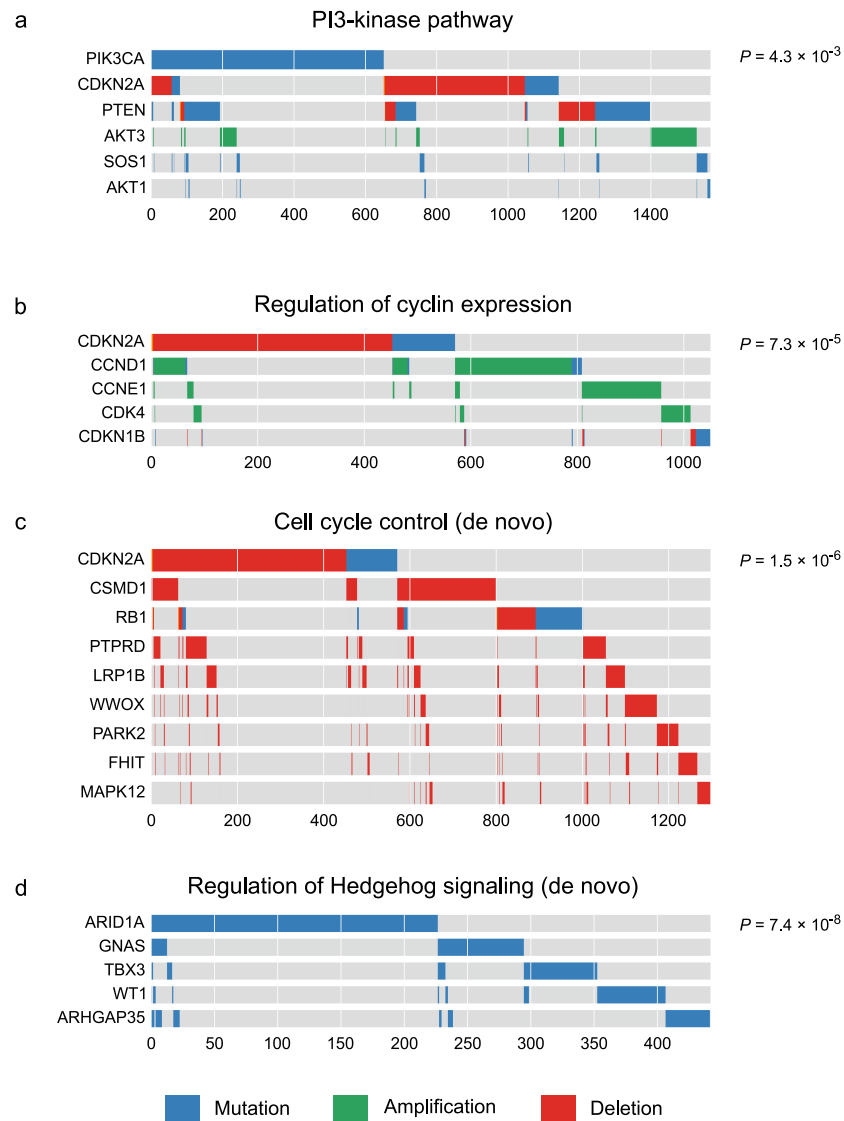 a
PI3-kinase pathway
PIK3CA
P = 4.3 × 10⁻³
CDKN2A
PTEN
AKT3
SOS1
AKT1
0 200 400 600 800 1000 1200 1400
b
Regulation of cyclin expression
CDKN2A
P = 7.3 × 10⁻⁵
CCND1
CCNE1
CDK4
CDKN1B
0 200 400 600 800 1000
c
Cell cycle control (de novo)
CDKN2A
P = 1.5 × 10⁻⁶
CSMD1
RB1
PTPRD
LRP1B
WWOX
PARK2
FHIT
MAPK12
0 200 400 600 800 1000 1200
d
Regulation of Hedgehog signaling (de novo)
ARID1A
P = 7.4 × 10⁻⁸
GNAS
TBX3
WT1
ARHGAP35
0 50 100 150 200 250 300 350 400
Mutation Amplification Deletion